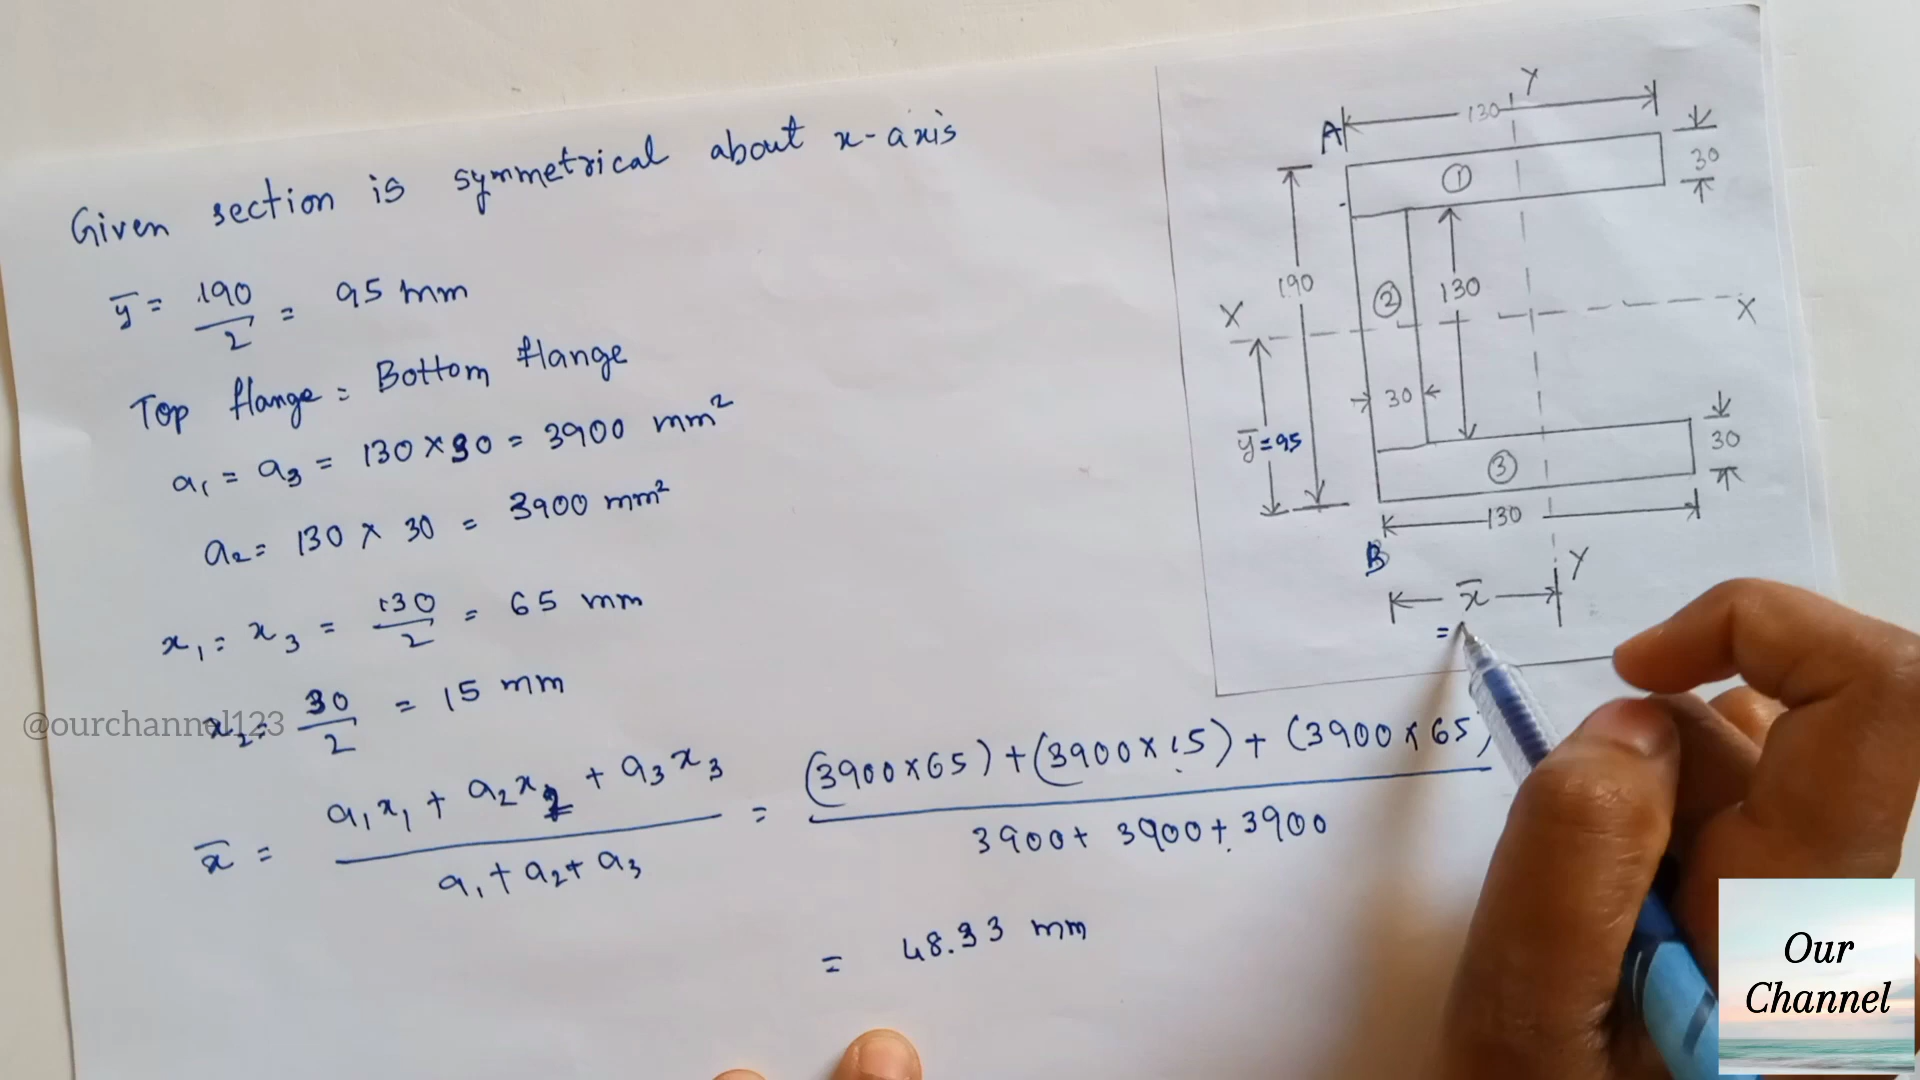 Given section is symmetrical about x-axis
ȳ = 190/2 = 95 mm
Top flange = Bottom flange
a₁ = a₃ = 130 × 30 = 3900 mm²
a₂ = 130 × 30 = 3900 mm²
x₁ = x₃ = 130/2 = 65 mm
x₂ = 30/2 = 15 mm
@ourchannel123
x̄ = (a₁x₁ + a₂x₂ + a₃x₃)/(a₁ + a₂ + a₃) = ((3900×65) + (3900×15) + (3900×65))/(3900 + 3900 + 3900)
= 48.33 mm
Y
130
A
30
①
190
②
130
X
X
30
ȳ = 95
30
③
130
B
Y
x̄
=
Our
Channel